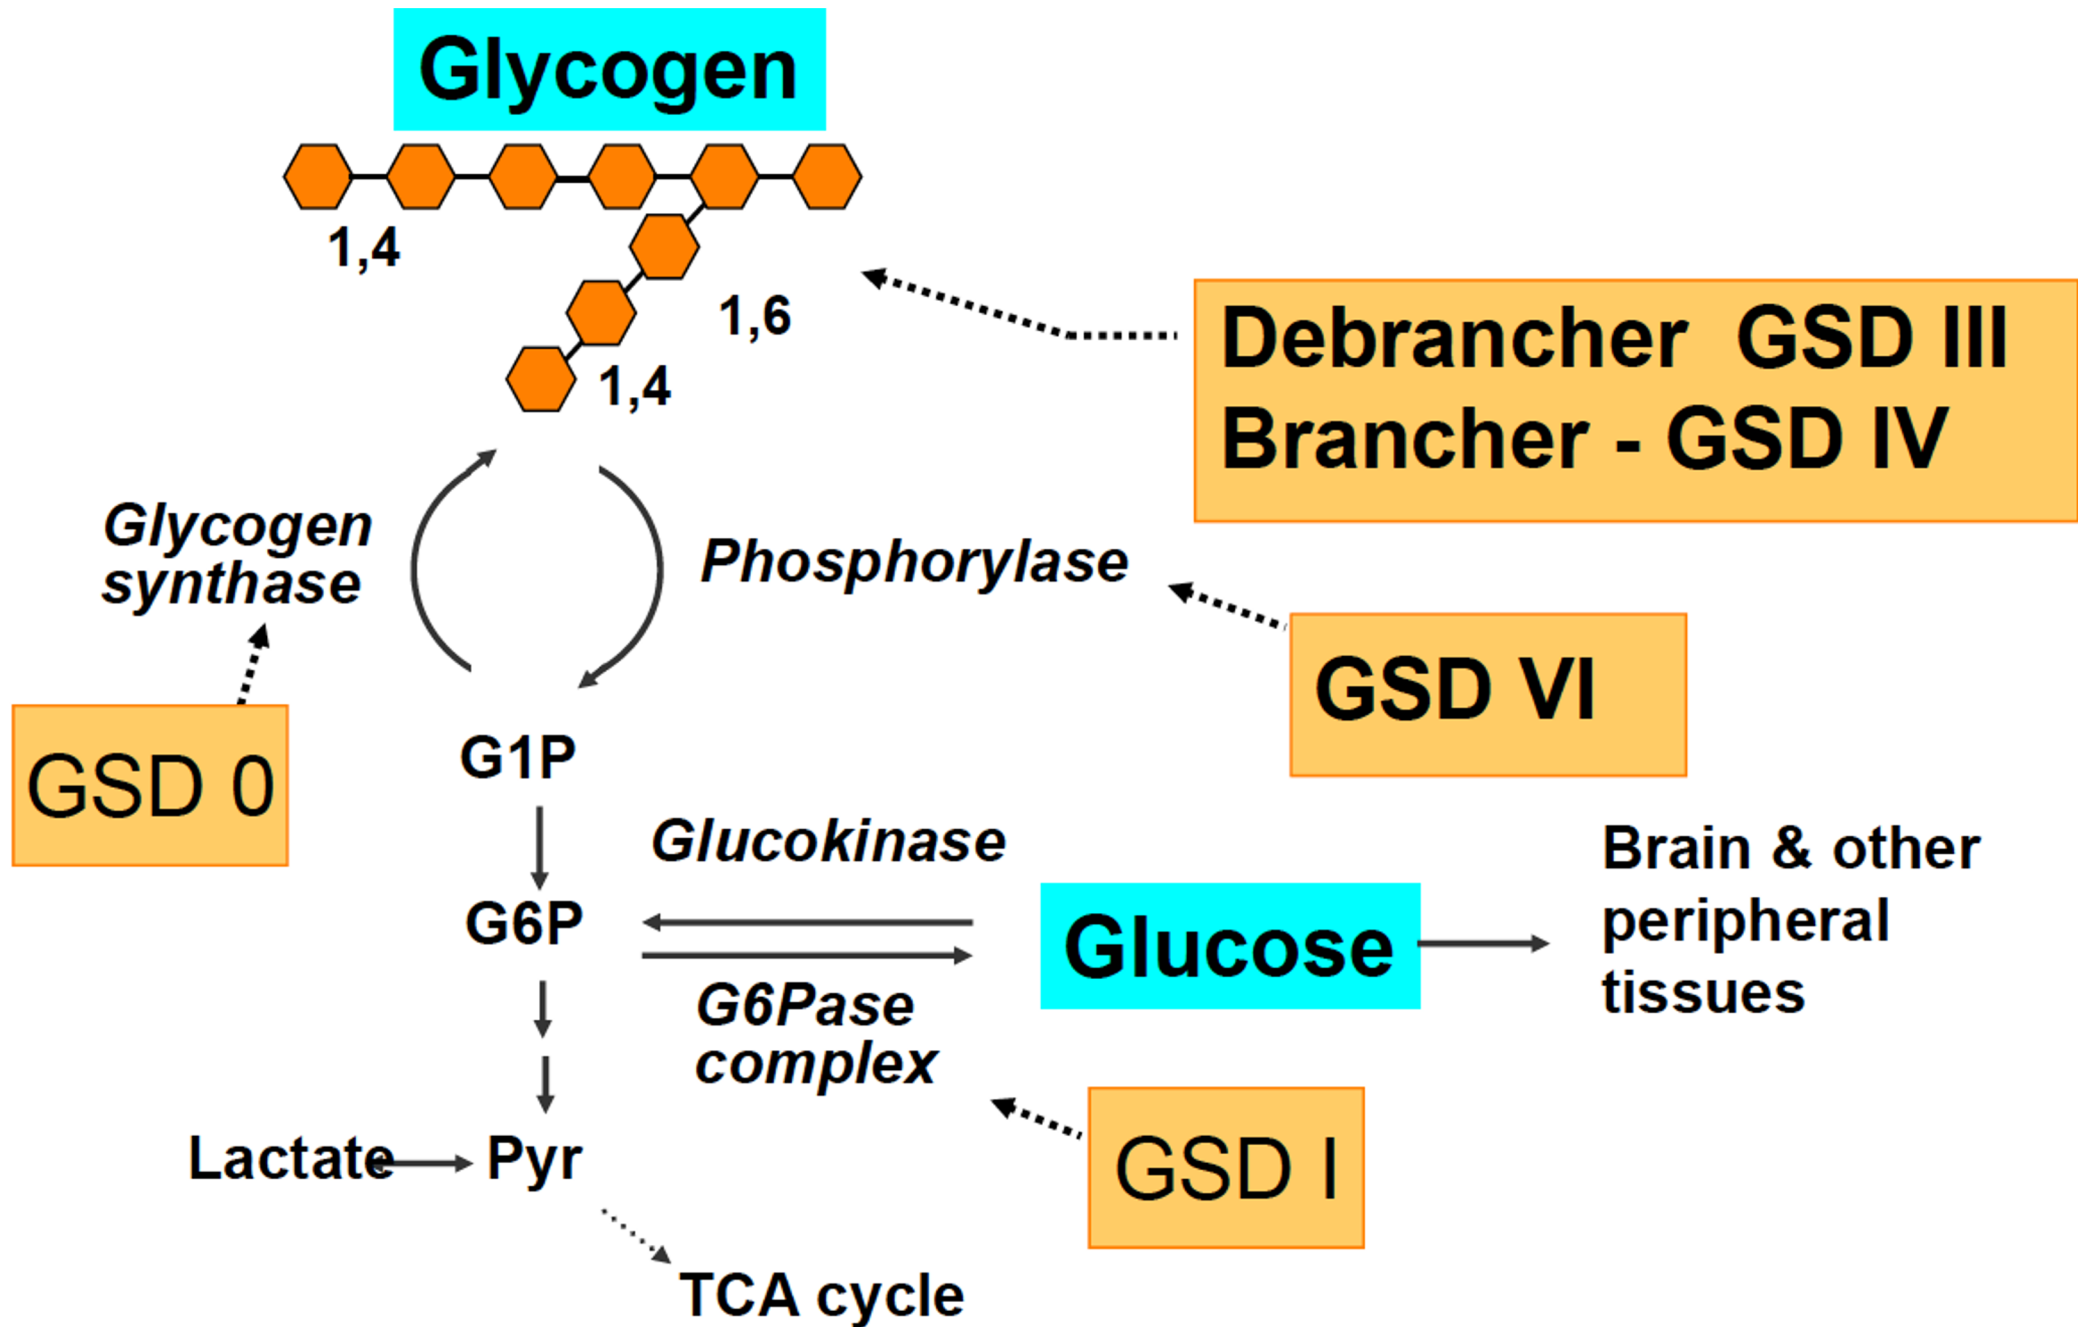 Glycogen
1,4
1,6
1,4
Debrancher  GSD III
Brancher - GSD IV
Glycogen
synthase
Phosphorylase
GSD VI
GSD 0
G1P
Glucokinase
G6P
Glucose
Brain & other
peripheral
tissues
G6Pase
complex
GSD I
Lactate
Pyr
TCA cycle